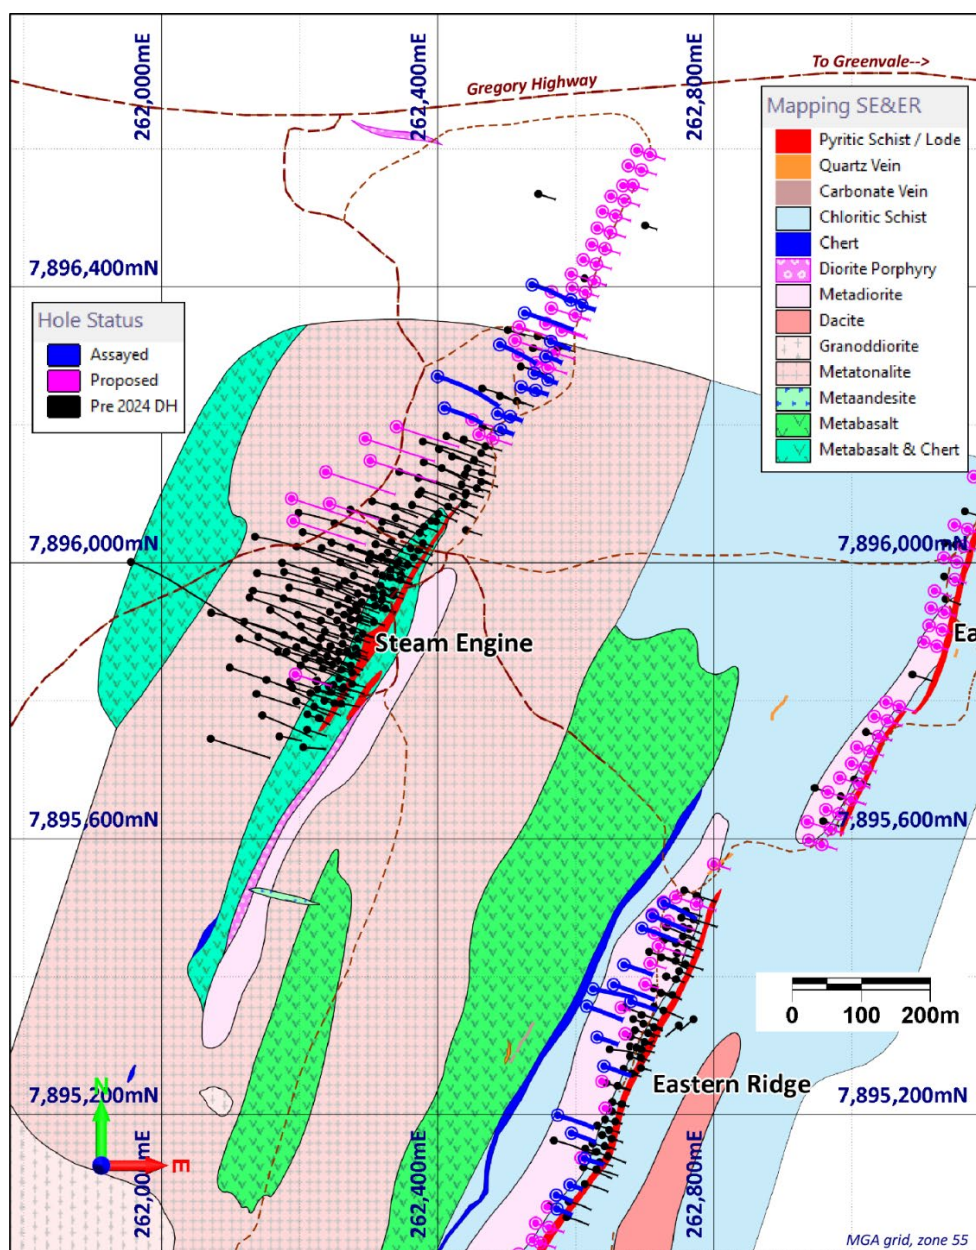 262,000mE
262,400mE
262,800mE
To Greenvale-->
Gregory Highway
Mapping SE&ER
Pyritic Schist / Lode
Quartz Vein
Carbonate Vein
Chloritic Schist
Chert
Diorite Porphyry
Metadiorite
Dacite
Granoddiorite
Metatonalite
Metaandesite
Metabasalt
Metabasalt & Chert
7,896,400mN
Hole Status
Assayed
Proposed
Pre 2024 DH
7,896,000mN
7,896,000mN
Steam Engine
Ea
7,895,600mN
7,895,600mN
0 100 200m
Eastern Ridge
7,895,200mN
7,895,200mN
N
E
262,000mE
262,400mE
262,800mE
MGA grid, zone 55